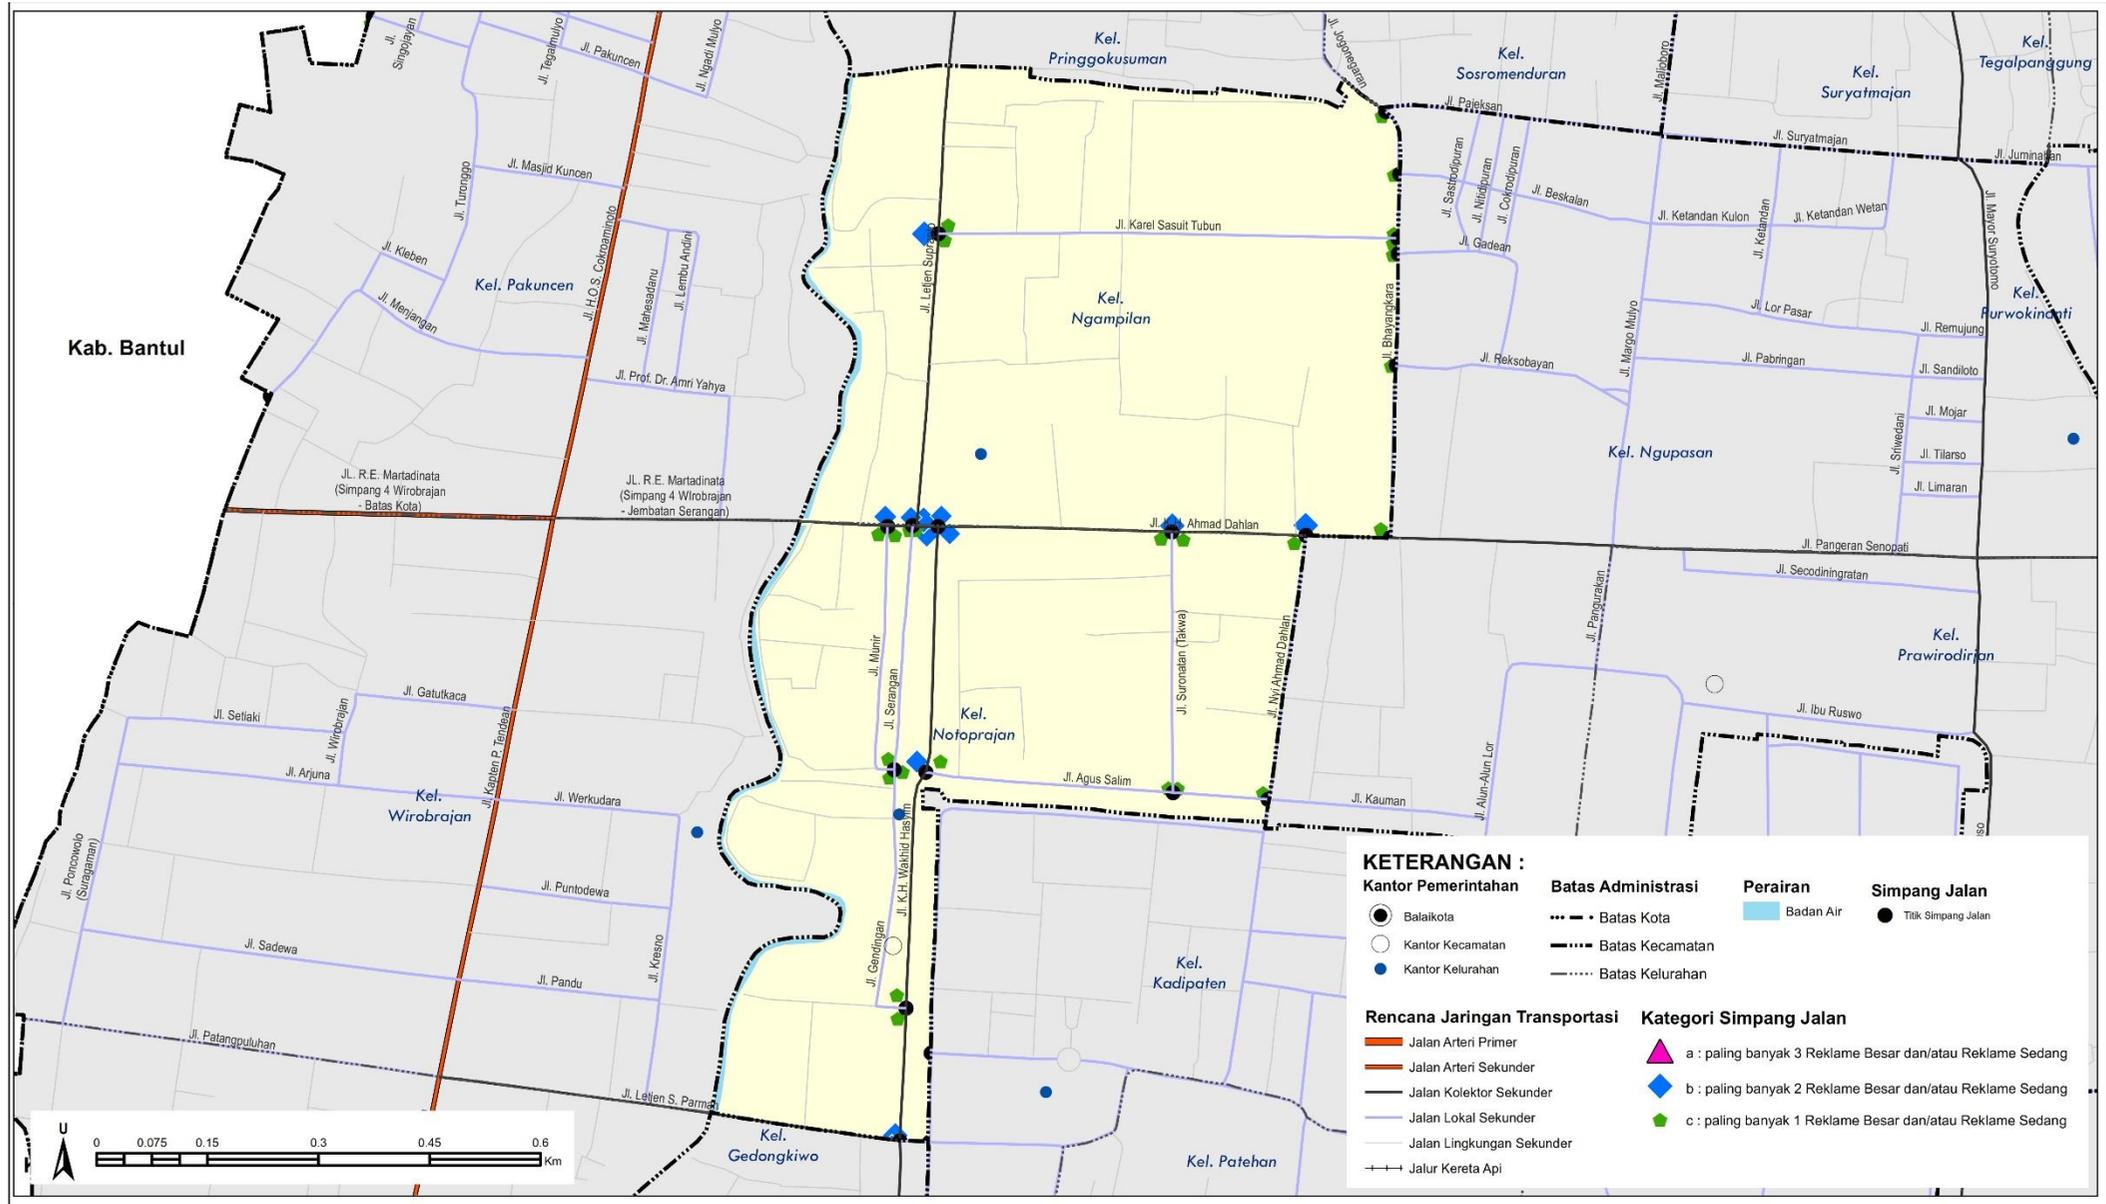 Jl.
Singojayan
Jl. Tegalmulyo
Jl. Pakuncen
Jl. Ngadi Mulyo
Kel.
Pringgokusuman
Jl. Jogonegaran
Kel.
Sosromenduran
Jl. Malioboro
Kel.
Suryatmajan
Kel.
Tegalpanggung
Jl. Pajeksan
Jl. Suryatmajan
Jl. Juminahan
Jl. Turonggo
Jl. Masjid Kuncen
Jl. H.O.S. Cokroaminoto
Jl. Sastrodipuran
Jl. Nitidipuran
Jl. Cokrodipuran
Jl. Beskalan
Jl. Ketandan Kulon
Jl. Ketandan
Jl. Ketandan Wetan
Jl. Mayor Suryotomo
Jl. Karel Sasuit Tubun
Jl. Gadean
Jl. Kleben
Kel. Pakuncen
Jl. Menjangan
Jl. Mahesadanu
Jl. Lembu Andini
Jl. Letjen Suprapto
Kel.
Ngampilan
Jl. Bhayangkara
Jl. Margo Mulyo
Jl. Lor Pasar
Kel.
Purwokinanti
Jl. Remujung
Kab. Bantul
Jl. Prof. Dr. Amri Yahya
Jl. Reksobayan
Jl. Pabringan
Jl. Sandiloto
Jl. Mojar
Jl. Sriwedani
Jl. Tilarso
Jl. Limaran
Kel. Ngupasan
JL. R.E. Martadinata
(Simpang 4 Wirobrajan
- Batas Kota)
JL. R.E. Martadinata
(Simpang 4 WIrobrajan
- Jembatan Serangan)
Ahmad Dahlan
Jl. Pangeran Senopati
Jl. Secodiningratan
Jl. Pangurakan
Jl. Munir
Jl. Serangan
Jl. Suronatan (Takwa)
Jl. Nyi Ahmad Dahlan
Kel.
Prawirodirjan
Kel.
Notoprajan
Jl. Gatutkaca
Jl. Setiaki
Jl. Wirobrajan
Jl. Kapten P. Tendean
Jl. Ibu Ruswo
Jl. Alun-Alun Lor
Jl. Arjuna
Kel.
Wirobrajan
Jl. Werkudara
Jl. Agus Salim
Jl. Kauman
Jl. Poncowolo
(Suragaman)
Jl. Puntodewa
Jl. K.H. Wakhid Hasyim
Jl. Gendingan
Jl. Sadewa
Jl. Pandu
Jl. Kresno
Kel.
Kadipaten
Jl. Patangpuluhan
Jl. Letjen S. Parman
Kel.
Gedongkiwo
Kel. Patehan
U
0 0.075 0.15 0.3 0.45 0.6
Km
KETERANGAN :
Kantor Pemerintahan
Balaikota
Kantor Kecamatan
Kantor Kelurahan
Batas Administrasi
Batas Kota
Batas Kecamatan
Batas Kelurahan
Perairan
Badan Air
Simpang Jalan
Titik Simpang Jalan
Rencana Jaringan Transportasi
Jalan Arteri Primer
Jalan Arteri Sekunder
Jalan Kolektor Sekunder
Jalan Lokal Sekunder
Jalan Lingkungan Sekunder
Jalur Kereta Api
Kategori Simpang Jalan
a : paling banyak 3 Reklame Besar dan/atau Reklame Sedang
b : paling banyak 2 Reklame Besar dan/atau Reklame Sedang
c : paling banyak 1 Reklame Besar dan/atau Reklame Sedang